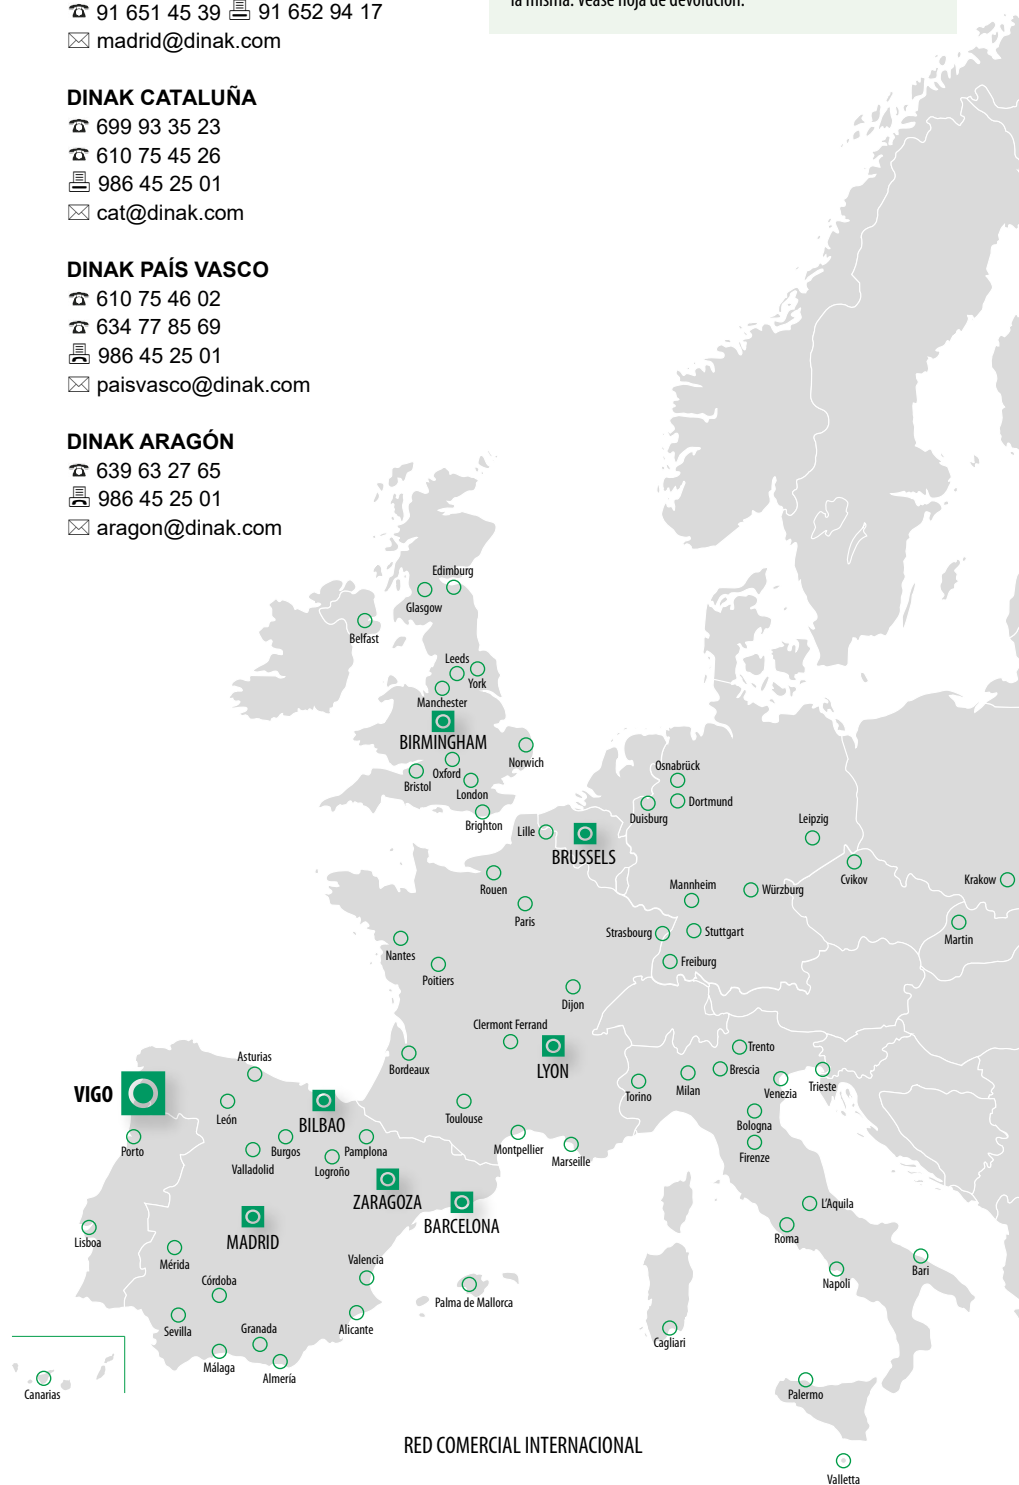 91 651 45 39 91 652 94 17
madrid@dinak.com
DINAK CATALUÑA
699 93 35 23
610 75 45 26
986 45 25 01
cat@dinak.com
DINAK PAÍS VASCO
610 75 46 02
634 77 85 69
986 45 25 01
paisvasco@dinak.com
DINAK ARAGÓN
639 63 27 65
986 45 25 01
aragon@dinak.com
la misma. Véase hoja de devolución.
Edimburg
Glasgow
Belfast
Leeds
York
Manchester
BIRMINGHAM
Norwich
Oxford
Bristol
London
Brighton
Osnabrück
Dortmund
Duisburg
Leipzig
Lille
BRUSSELS
Cvikov
Krakow
Rouen
Mannheim
Würzburg
Paris
Strasbourg
Stuttgart
Martin
Nantes
Freiburg
Poitiers
Dijon
Clermont Ferrand
LYON
Trento
Asturias
Bordeaux
Brescia
Trieste
VIGO
Torino
Milan
Venezia
León
BILBAO
Toulouse
Bologna
Porto
Valladolid
Burgos
Logroño
Pamplona
Montpellier
Marseille
Firenze
ZARAGOZA
BARCELONA
L'Aquila
Lisboa
MADRID
Roma
Mérida
Valencia
Napoli
Bari
Córdoba
Palma de Mallorca
Sevilla
Granada
Alicante
Cagliari
Málaga
Almería
Canarias
Palermo
RED COMERCIAL INTERNACIONAL
Valletta